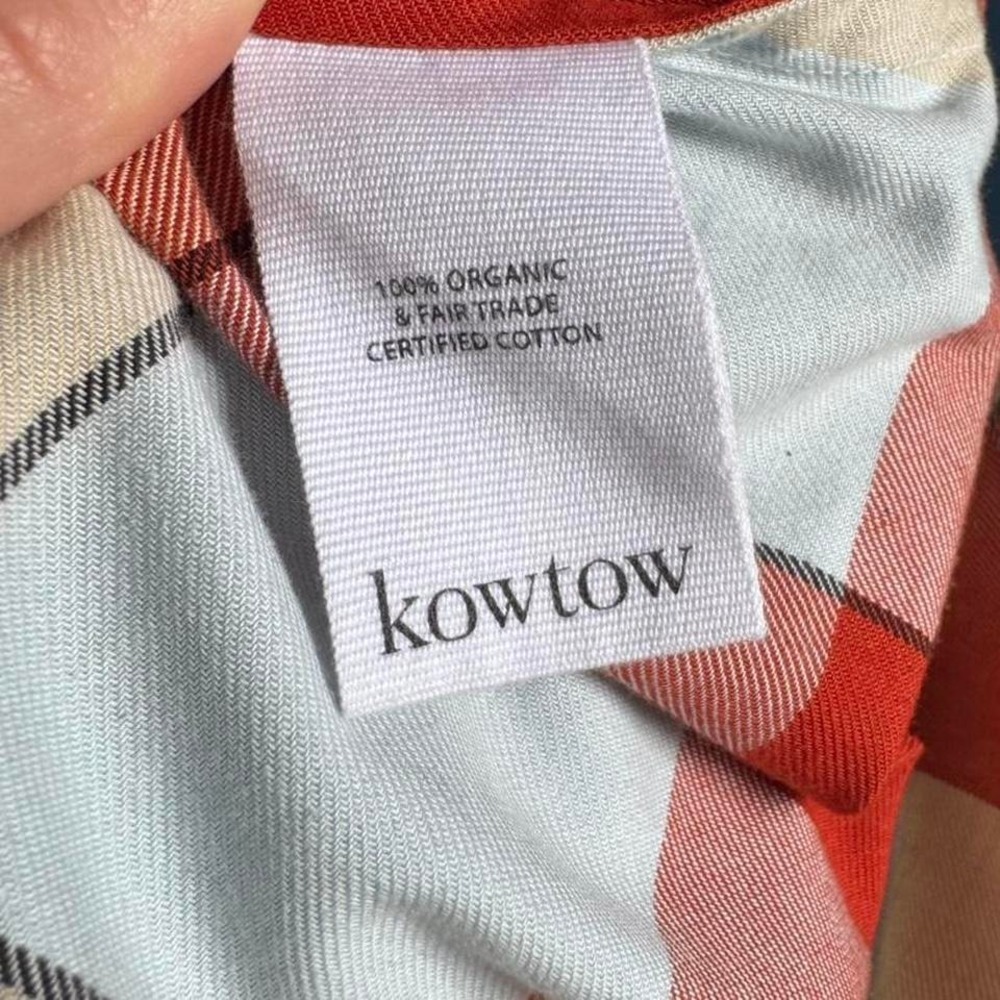 100% ORGANIC
& FAIR TRADE
CERTIFIED COTTON
kowtow